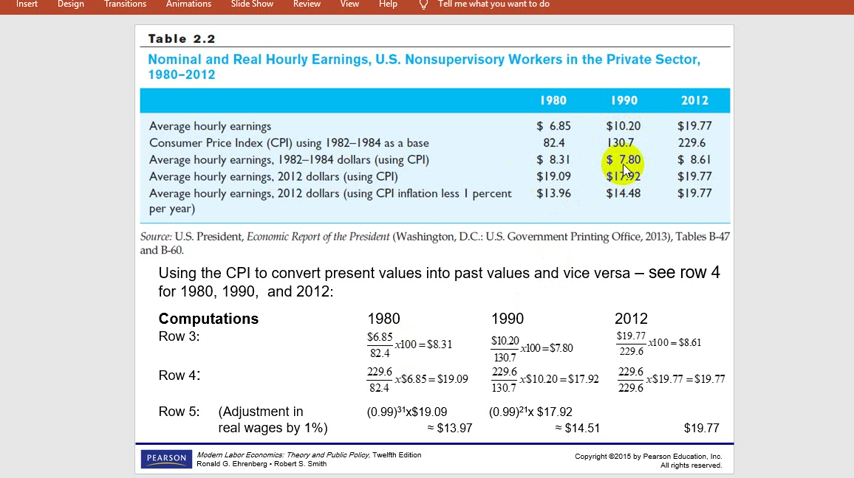 Insert Design Transitions Animations Slide Show Review View Help Tell me what you want to do
Table 2.2
Nominal and Real Hourly Earnings, U.S. Nonsupervisory Workers in the Private Sector,
1980–2012
1980 1990 2012
Average hourly earnings $ 6.85 $10.20 $19.77
Consumer Price Index (CPI) using 1982–1984 as a base 82.4 130.7 229.6
Average hourly earnings, 1982–1984 dollars (using CPI) $ 8.31 $ 7.80 $ 8.61
Average hourly earnings, 2012 dollars (using CPI) $19.09 $17.92 $19.77
Average hourly earnings, 2012 dollars (using CPI inflation less 1 percent $13.96 $14.48 $19.77
per year)
Source: U.S. President, Economic Report of the President (Washington, D.C.: U.S. Government Printing Office, 2013), Tables B-47
and B-60.
Using the CPI to convert present values into past values and vice versa – see row 4
for 1980, 1990, and 2012:
Computations 1980 1990 2012
Row 3: $6.85/82.4 x100 = $8.31 $10.20/130.7 x100 = $7.80 $19.77/229.6 x100 = $8.61
Row 4: 229.6/82.4 x$6.85 = $19.09 229.6/130.7 x$10.20 = $17.92 229.6/229.6 x$19.77 = $19.77
Row 5: (Adjustment in (0.99)³¹x$19.09 (0.99)²¹x $17.92
real wages by 1%) ≈ $13.97 ≈ $14.51 $19.77
PEARSON
Modern Labor Economics: Theory and Public Policy, Twelfth Edition
Ronald G. Ehrenberg • Robert S. Smith
Copyright ©2015 by Pearson Education, Inc.
All rights reserved.